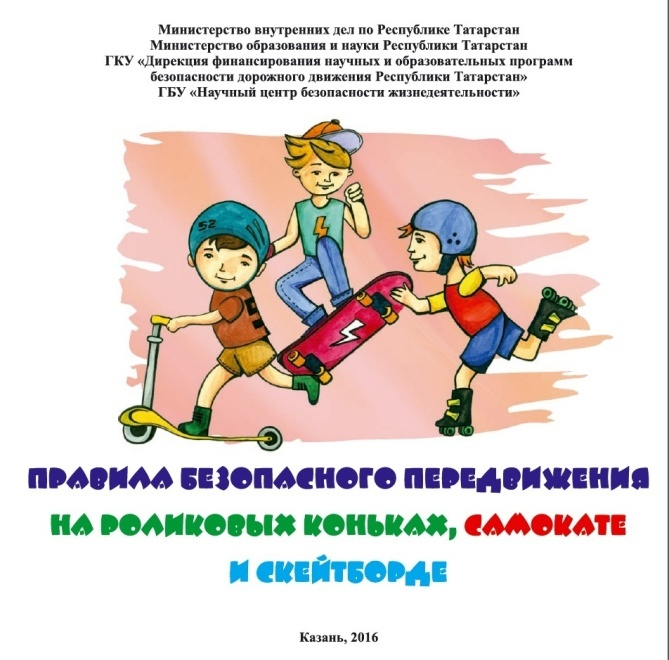 Министерство внутренних дел по Республике Татарстан
Министерство образования и науки Республики Татарстан
ГКУ «Дирекция финансирования научных и образовательных программ
безопасности дорожного движения Республики Татарстан»
ГБУ «Научный центр безопасности жизнедеятельности»
52
ПРАВИЛА БЕЗОПАСНОГО ПЕРЕДВИЖЕНИЯ
НА РОЛИКОВЫХ КОНЬКАХ, САМОКАТЕ
И СКЕЙТБОРДЕ
Казань, 2016